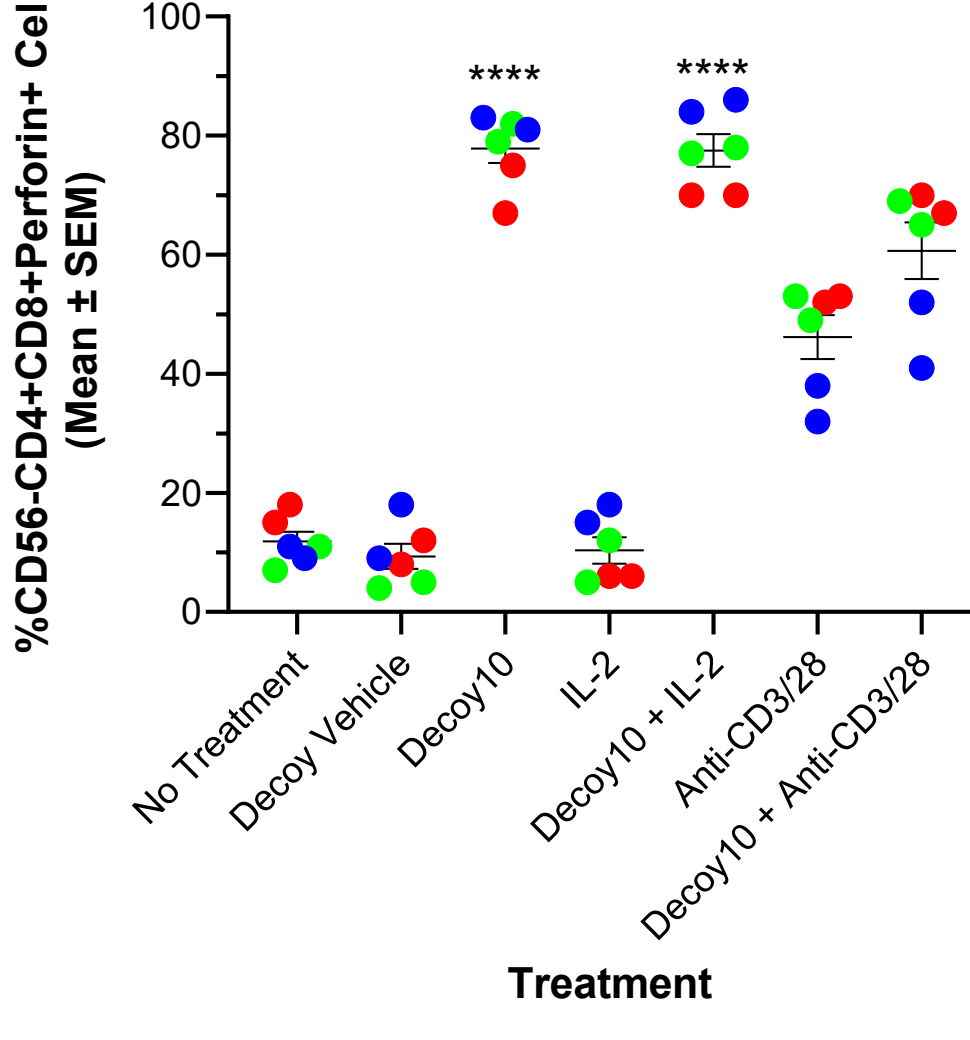 %CD56-CD4+CD8+Perforin+ Cel
(Mean ± SEM)
100
80
60
40
20
0
****
****
No Treatment
Decoy Vehicle
Decoy10
IL-2
Decoy10 + IL-2
Anti-CD3/28
Decoy10 + Anti-CD3/28
Treatment